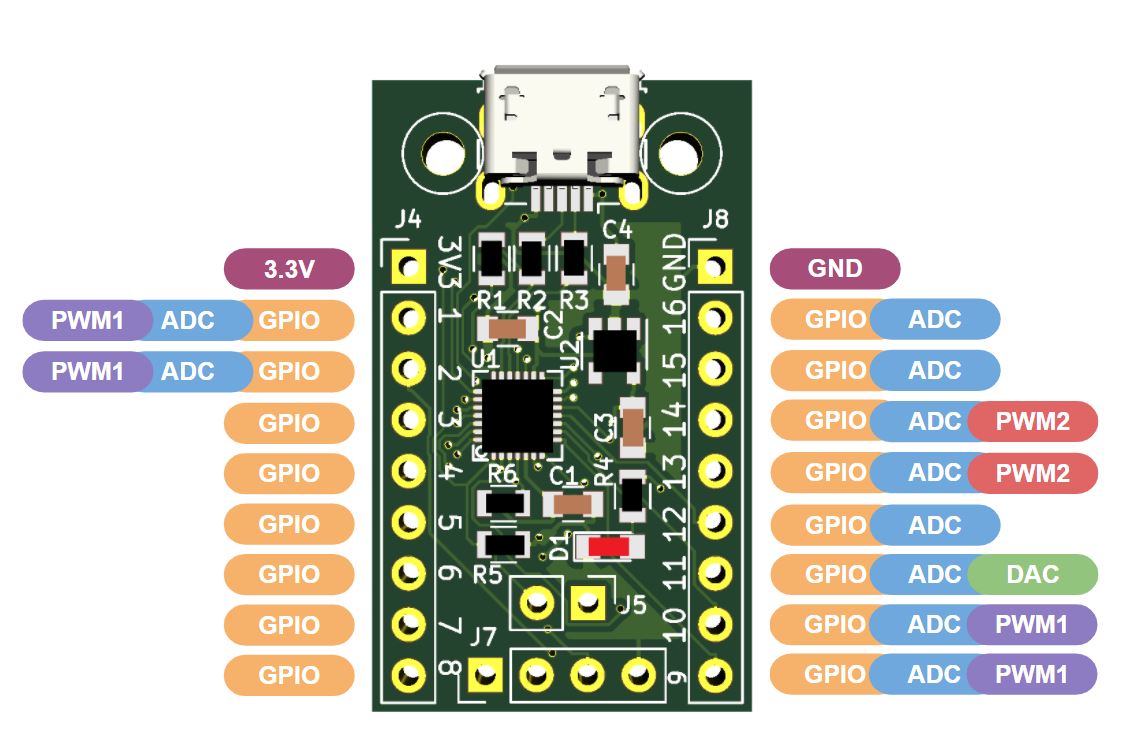 J4
J8
C4
3.3V
3V3
R1 R2 R3
GND
GND
PWM1 ADC GPIO
1
C2
16
GPIO ADC
PWM1 ADC GPIO
2
U1
U2
15
GPIO ADC
GPIO
3
C3
14
GPIO ADC PWM2
GPIO
4
R6
C1
R4
13
GPIO ADC PWM2
GPIO
5
D1
12
GPIO ADC
GPIO
6
R5
11
GPIO ADC DAC
GPIO
7
J7
J5
10
GPIO ADC PWM1
GPIO
8
9
GPIO ADC PWM1